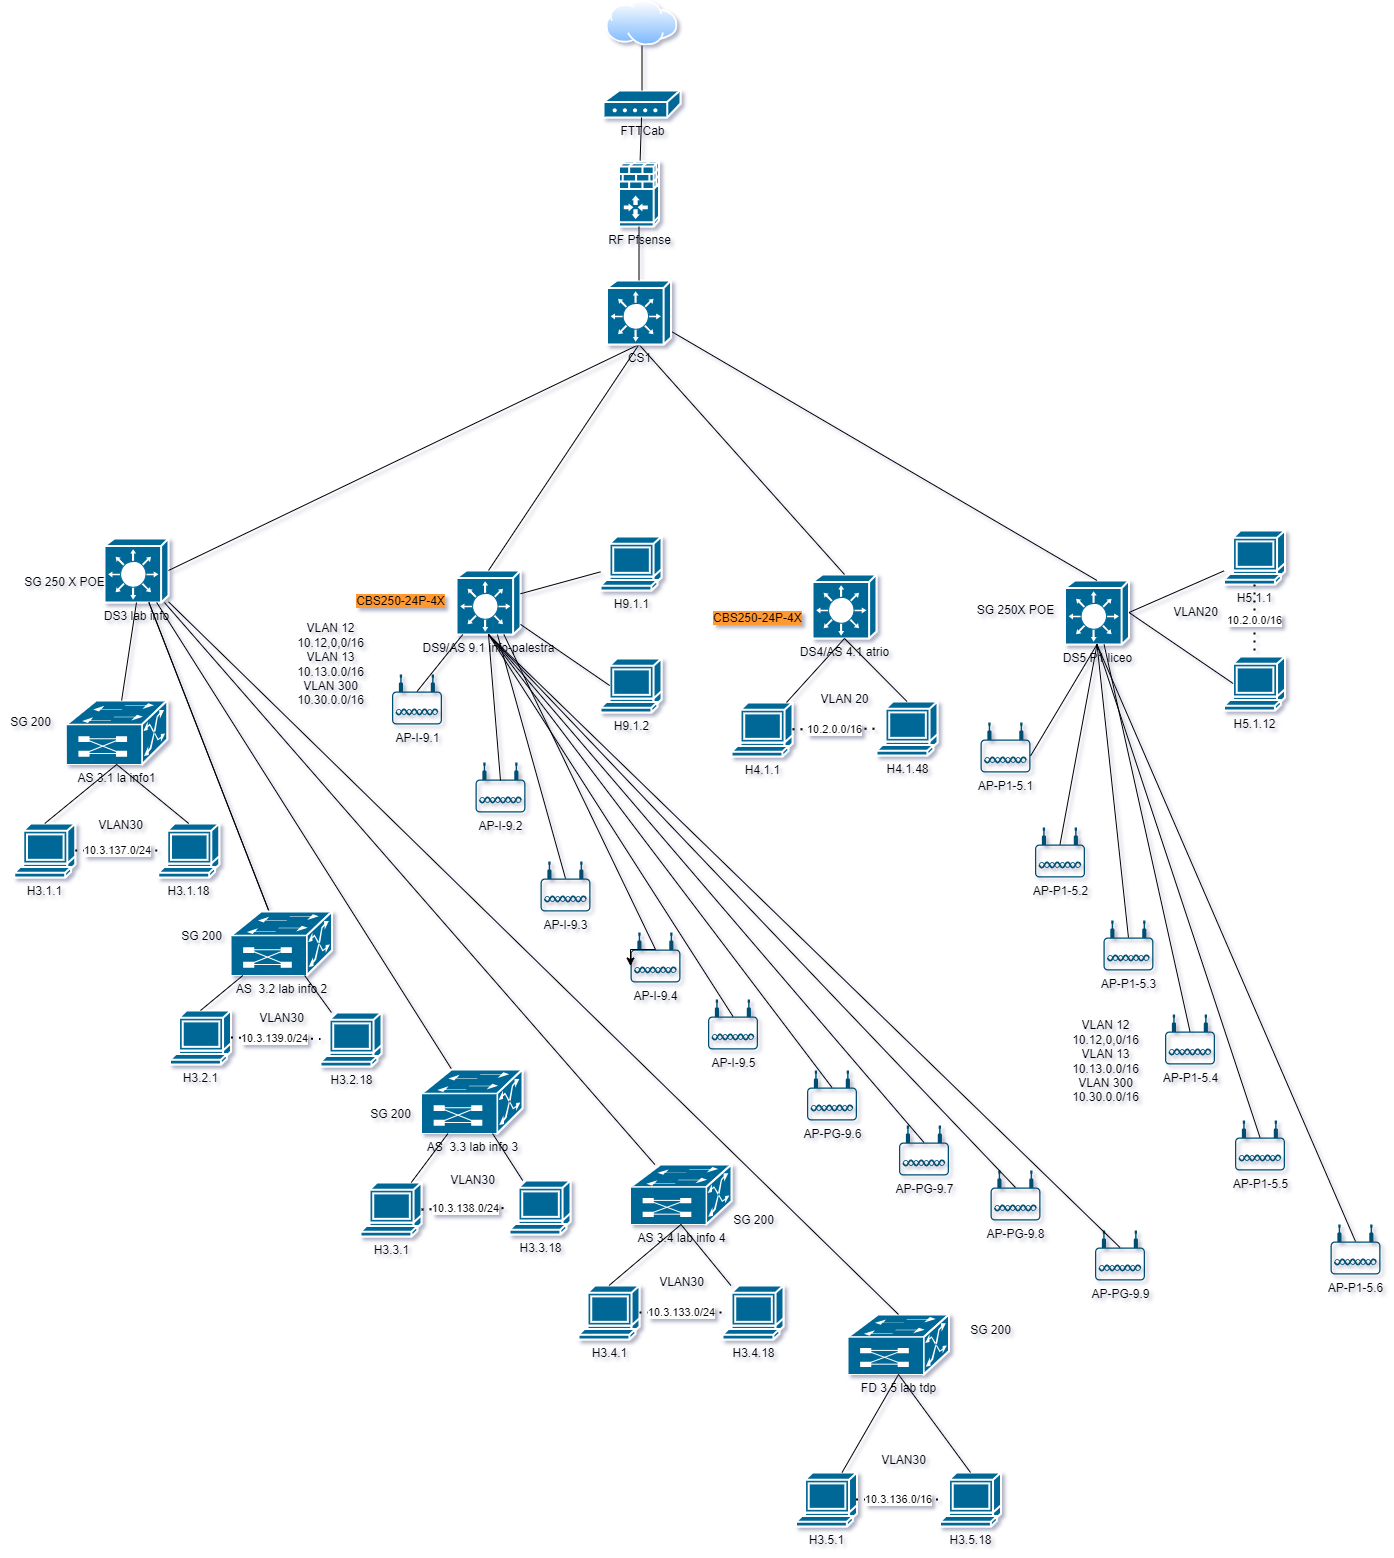 FTTCab
RF Pfsense
CS1
SG 250 X POE
DS3 lab info
CBS250-24P-4X
DS9/AS 9.1 info-palestra
VLAN 12
10.12,0,0/16
VLAN 13
10.13.0.0/16
VLAN 300
10.30.0.0/16
H9.1.1
H9.1.2
CBS250-24P-4X
DS4/AS 4.1 atrio
VLAN 20
10.2.0.0/16
H4.1.1
H4.1.48
SG 250X POE
DS5 P1 liceo
H5.1.1
VLAN20
10.2.0.0/16
H5.1.12
SG 200
AS 3.1 la info1
VLAN30
10.3.137.0/24
H3.1.1
H3.1.18
SG 200
AS 3.2 lab info 2
VLAN30
10.3.139.0/24
H3.2.1
H3.2.18
SG 200
AS 3.3 lab info 3
VLAN30
10.3.138.0/24
H3.3.1
H3.3.18
SG 200
AS 3.4 lab info 4
VLAN30
10.3.133.0/24
H3.4.1
H3.4.18
SG 200
FD 3.5 lab tdp
VLAN30
10.3.136.0/16
H3.5.1
H3.5.18
AP-I-9.1
AP-I-9.2
AP-I-9.3
AP-I-9.4
AP-I-9.5
AP-PG-9.6
AP-PG-9.7
AP-PG-9.8
AP-PG-9.9
AP-P1-5.1
AP-P1-5.2
AP-P1-5.3
VLAN 12
10.12,0,0/16
VLAN 13
10.13.0.0/16
VLAN 300
10.30.0.0/16
AP-P1-5.4
AP-P1-5.5
AP-P1-5.6